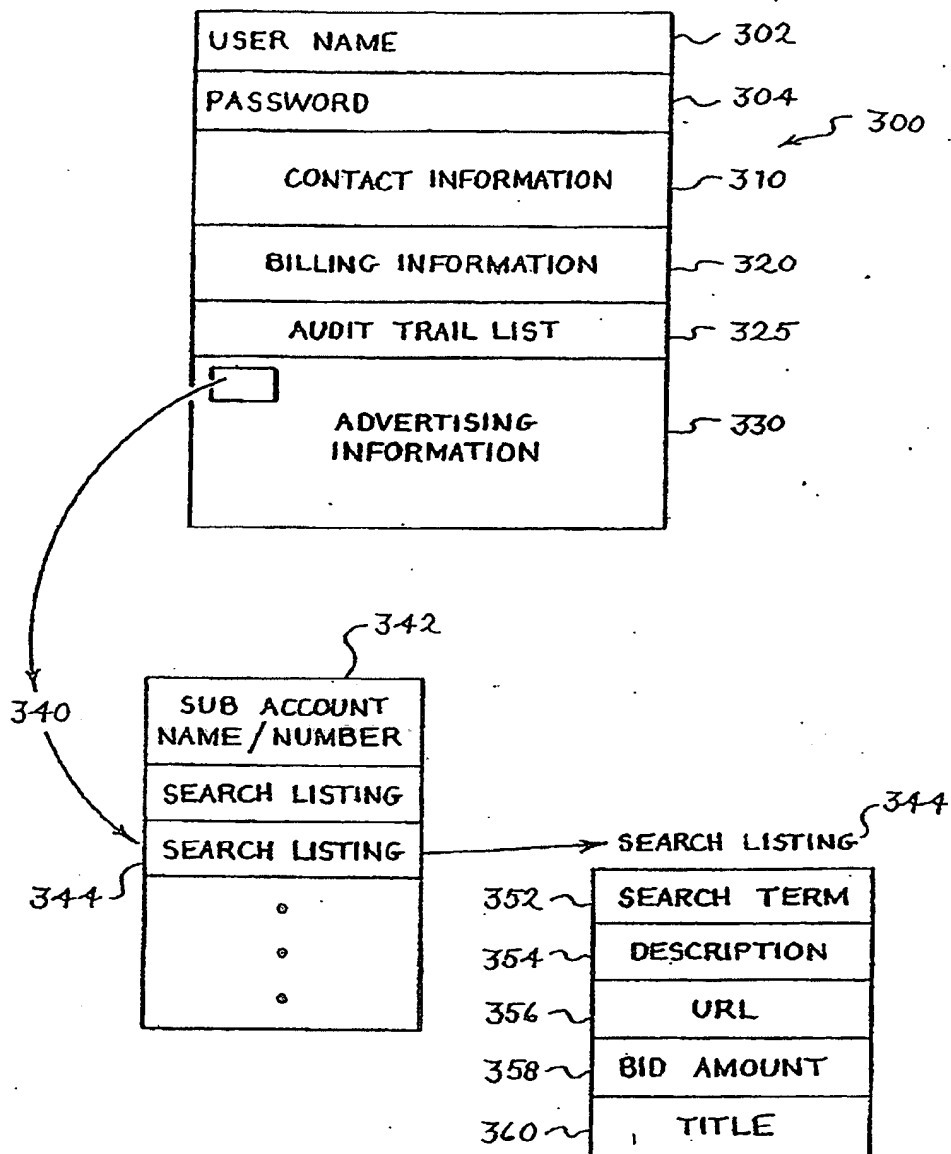 USER NAME 302
PASSWORD 304
300
CONTACT INFORMATION 310
BILLING INFORMATION 320
AUDIT TRAIL LIST 325
ADVERTISING 330
INFORMATION
342
340
SUB ACCOUNT
NAME / NUMBER
SEARCH LISTING
SEARCH LISTING
344
SEARCH LISTING 344
352 SEARCH TERM
354 DESCRIPTION
356 URL
358 BID AMOUNT
360 TITLE